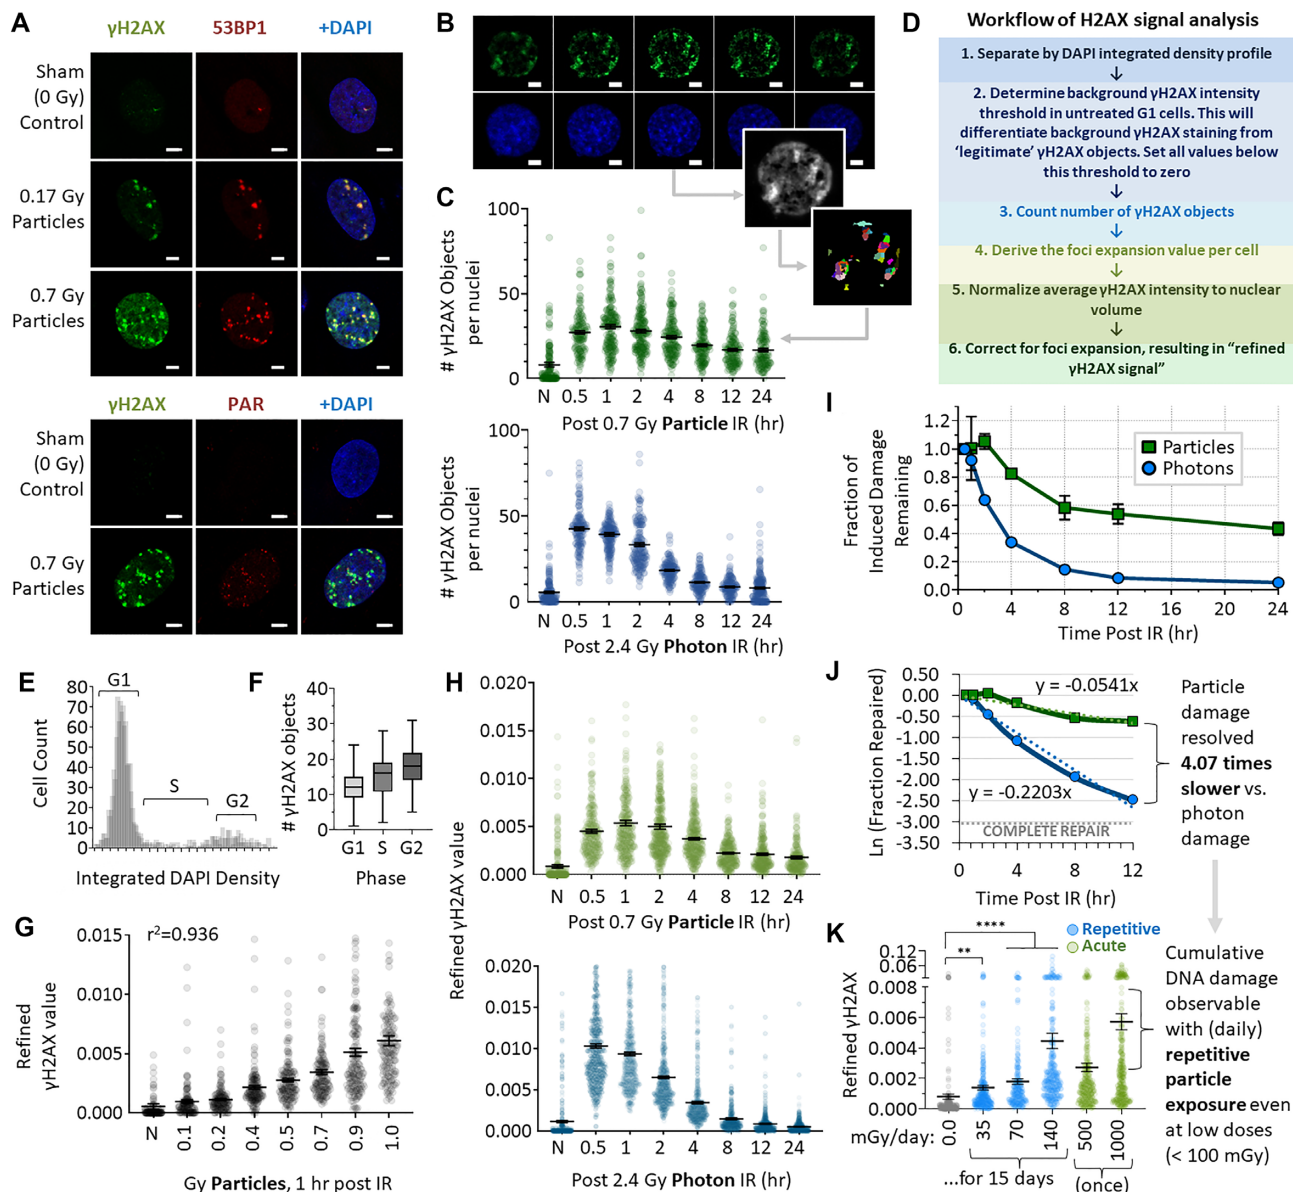 A
γH2AX
53BP1
+DAPI
Sham
(0 Gy)
Control
0.17 Gy
Particles
0.7 Gy
Particles
γH2AX
PAR
+DAPI
Sham
(0 Gy)
Control
0.7 Gy
Particles
B
C
# γH2AX Objects
per nuclei
100
50
0
N 0.5 1 2 4 8 12 24
Post 0.7 Gy Particle IR (hr)
# γH2AX Objects
per nuclei
100
50
0
N 0.5 1 2 4 8 12 24
Post 2.4 Gy Photon IR (hr)
D
Workflow of H2AX signal analysis
1. Separate by DAPI integrated density profile
↓
2. Determine background γH2AX intensity
threshold in untreated G1 cells. This will
differentiate background γH2AX staining from
‘legitimate’ γH2AX objects. Set all values below
this threshold to zero
↓
3. Count number of γH2AX objects
↓
4. Derive the foci expansion value per cell
↓
5. Normalize average γH2AX intensity to nuclear
volume
↓
6. Correct for foci expansion, resulting in “refined
γH2AX signal”
E
Cell Count
80
70
60
50
40
30
20
10
0
G1
S
G2
Integrated DAPI Density
F
# γH2AX objects
40
30
20
10
0
G1 S G2
Phase
G
r2=0.936
Refined
γH2AX value
0.015
0.010
0.005
0.000
N 0.1 0.2 0.4 0.5 0.7 0.9 1.0
Gy Particles, 1 hr post IR
H
Refined γH2AX value
0.020
0.015
0.010
0.005
0.000
N 0.5 1 2 4 8 12 24
Post 0.7 Gy Particle IR (hr)
0.020
0.015
0.010
0.005
0.000
N 0.5 1 2 4 8 12 24
Post 2.4 Gy Photon IR (hr)
I
Fraction of
Induced Damage
Remaining
1.2
1.0
0.8
0.6
0.4
0.2
0.0
Particles
Photons
0 4 8 12 16 20 24
Time Post IR (hr)
J
Ln (Fraction Repaired)
0.50
0.00
-0.50
-1.00
-1.50
-2.00
-2.50
-3.00
-3.50
y = -0.0541x
y = -0.2203x
COMPLETE REPAIR
0 4 8 12
Time Post IR (hr)
Particle
damage
resolved
4.07 times
slower vs.
photon
damage
K
Repetitive
Acute
****
**
Refined γH2AX
0.12
0.06
0.008
0.006
0.004
0.002
0.000
mGy/day: 0.0 35 70 140 500 1000
...for 15 days
(once)
Cumulative
DNA damage
observable
with (daily)
repetitive
particle
exposure even
at low doses
(< 100 mGy)